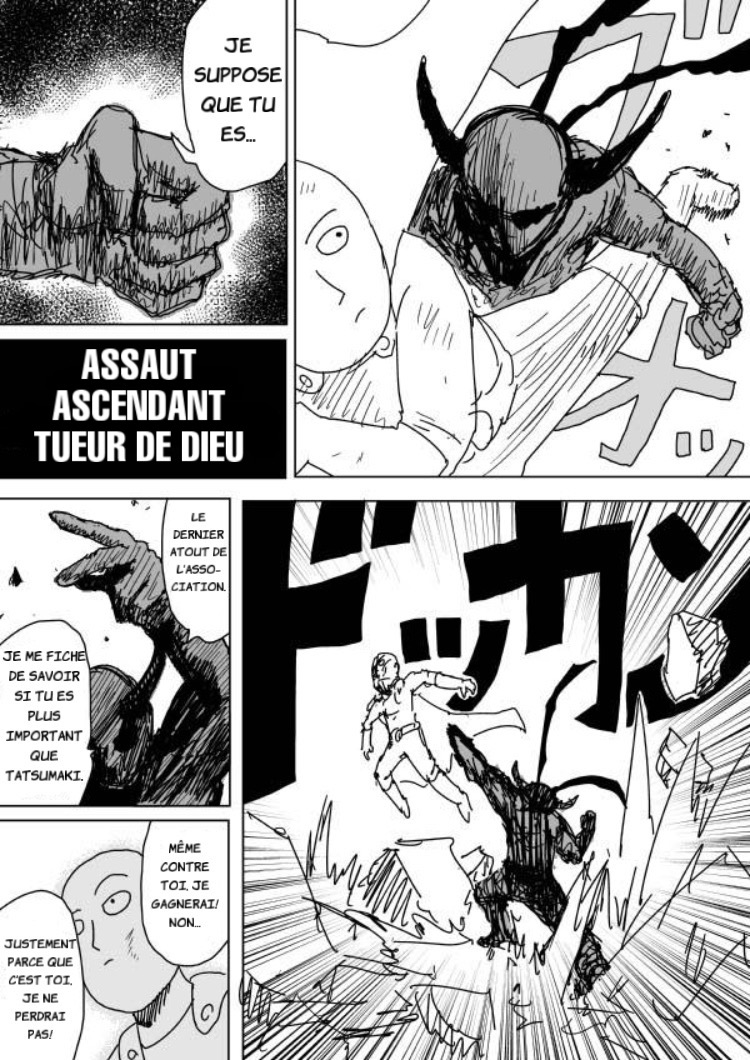 オッ
JE
SUPPOSE
QUE TU
ES...
ASSAUT
ASCENDANT
TUEUR DE DIEU
ドッカン
LE
DERNIER
ATOUT DE
L'ASSO-
CIATION.
JE ME FICHE
DE SAVOIR
SI TU ES
PLUS
IMPORTANT
QUE
TATSUMAKI.
MÊME
CONTRE
TOI. JE
GAGNERAI!
NON...
JUSTEMENT
PARCE QUE
C'EST TOI.
JE NE
PERDRAI
PAS!